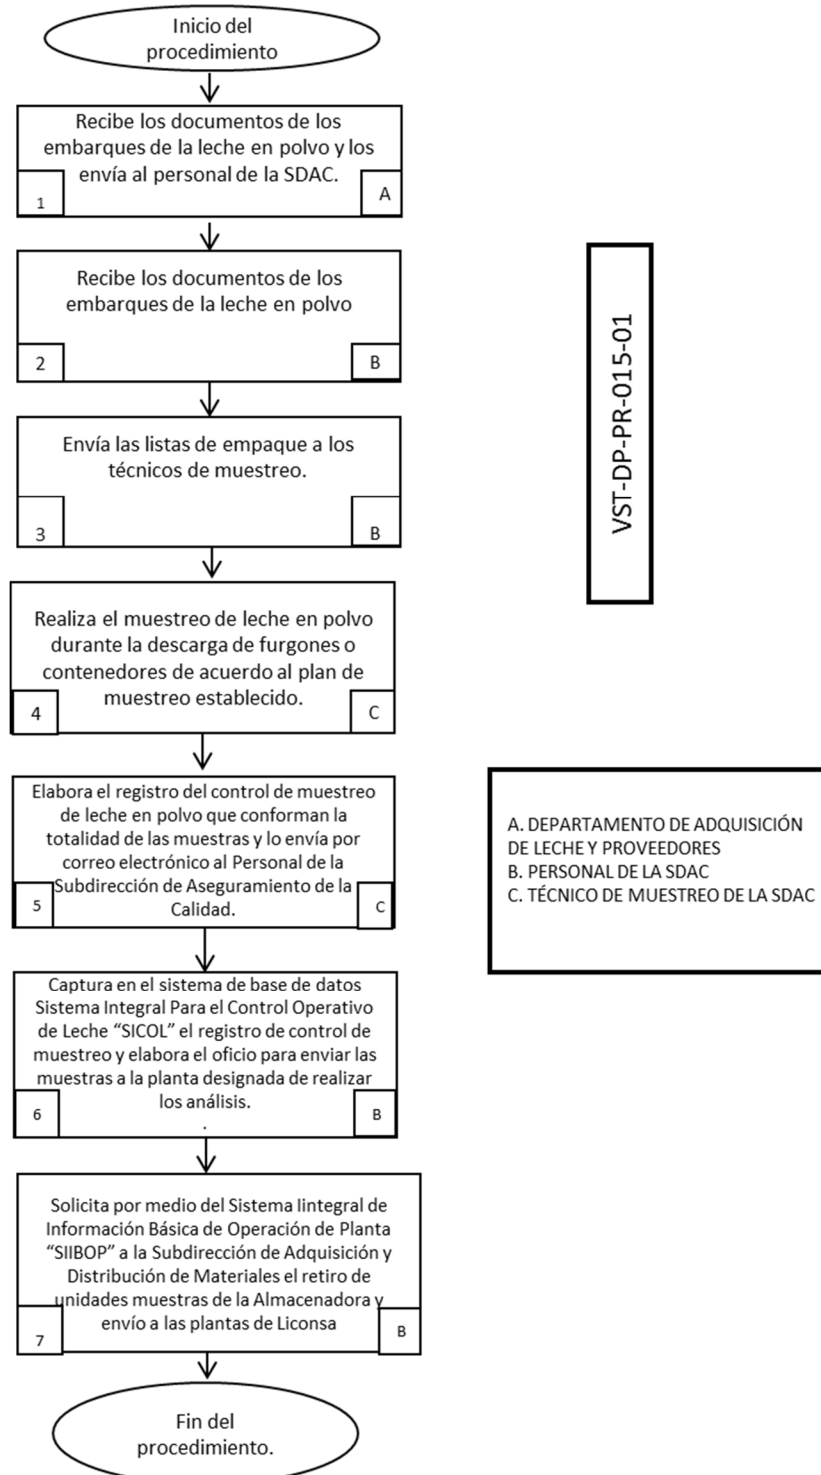 Inicio del
procedimiento
Recibe los documentos de los
embarques de la leche en polvo y los
envía al personal de la SDAC.
1
A
Recibe los documentos de los
embarques de la leche en polvo
2
B
Envía las listas de empaque a los
técnicos de muestreo.
3
B
Realiza el muestreo de leche en polvo
durante la descarga de furgones o
contenedores de acuerdo al plan de
muestreo establecido.
4
C
Elabora el registro del control de muestreo
de leche en polvo que conforman la
totalidad de las muestras y lo envía por
correo electrónico al Personal de la
Subdirección de Aseguramiento de la
Calidad.
5
C
Captura en el sistema de base de datos
Sistema Integral Para el Control Operativo
de Leche “SICOL” el registro de control de
muestreo y elabora el oficio para enviar las
muestras a la planta designada de realizar
los análisis.
.
6
B
Solicita por medio del Sistema Iintegral de
Información Básica de Operación de Planta
“SIIBOP” a la Subdirección de Adquisición y
Distribución de Materiales el retiro de
unidades muestras de la Almacenadora y
envío a las plantas de Liconsa
7
B
Fin del
procedimiento.
VST-DP-PR-015-01
A. DEPARTAMENTO DE ADQUISICIÓN
DE LECHE Y PROVEEDORES
B. PERSONAL DE LA SDAC
C. TÉCNICO DE MUESTREO DE LA SDAC